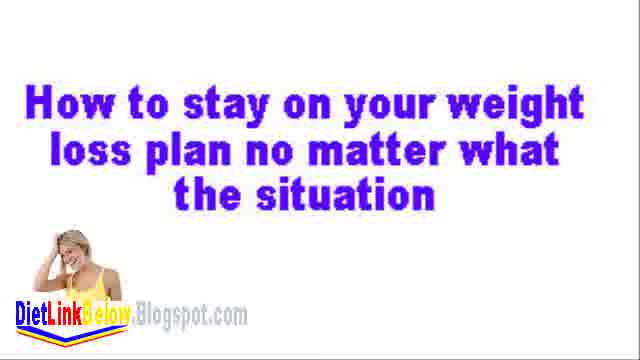 How to stay on your weight
loss plan no matter what
the situation
DietLinkBelow.Blogspot.com